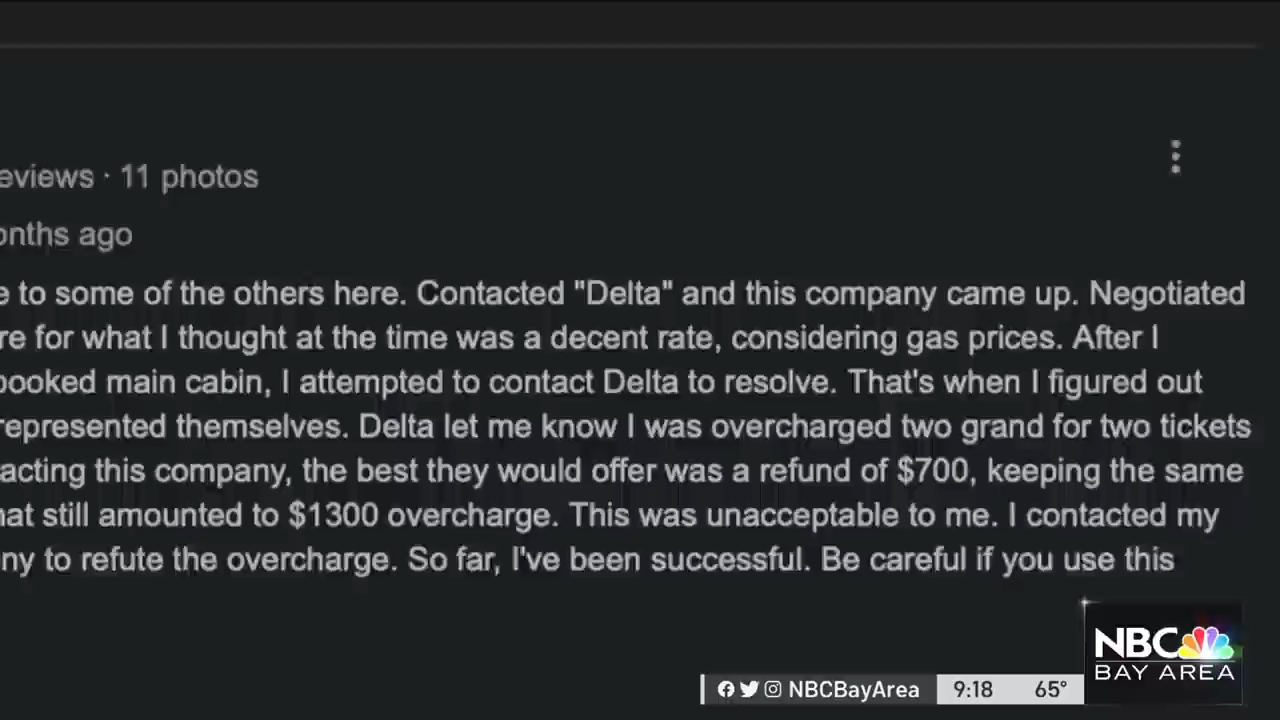 eviews · 11 photos
onths ago
e to some of the others here. Contacted "Delta" and this company came up. Negotiated
re for what I thought at the time was a decent rate, considering gas prices. After I
booked main cabin, I attempted to contact Delta to resolve. That's when I figured out
represented themselves. Delta let me know I was overcharged two grand for two tickets
acting this company, the best they would offer was a refund of $700, keeping the same
hat still amounted to $1300 overcharge. This was unacceptable to me. I contacted my
ny to refute the overcharge. So far, I've been successful. Be careful if you use this
NBC
BAY AREA
NBCBayArea 9:18 65°